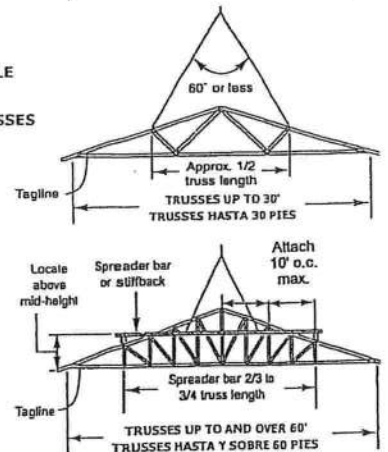 LE
SSES
60° or less
Approx. 1/2
truss length
Tagline
TRUSSES UP TO 30'
TRUSSES HASTA 30 PIES
Locate
above
mid-height
Spreader bar
or stiffback
Attach
10' o.c.
max.
Spreader bar 2/3 to
3/4 truss length
Tagline
TRUSSES UP TO AND OVER 60'
TRUSSES HASTA Y SOBRE 60 PIES